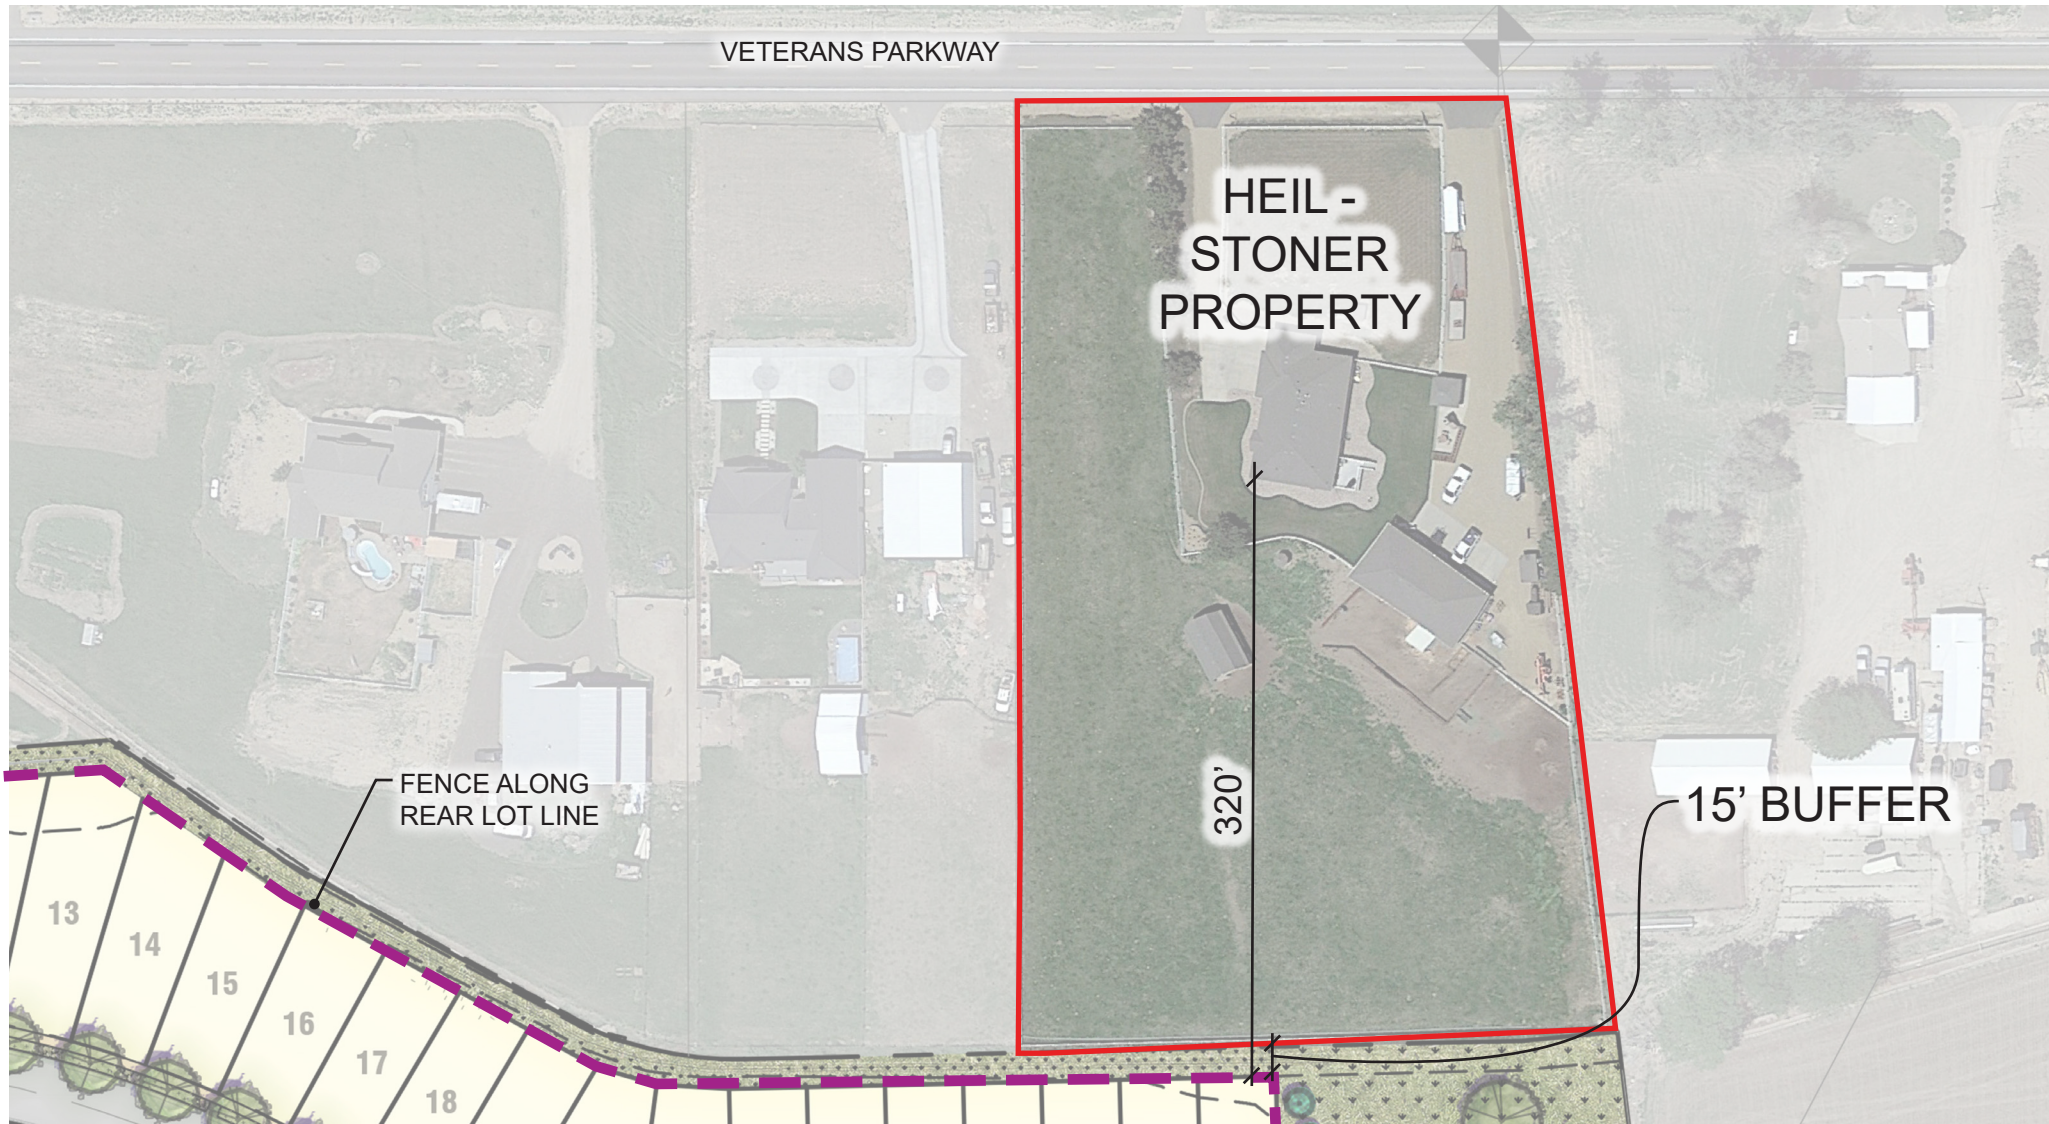 VETERANS PARKWAY
HEIL -
STONER
PROPERTY
320’
FENCE ALONG
REAR LOT LINE
15’ BUFFER
13
14
15
16
17
18